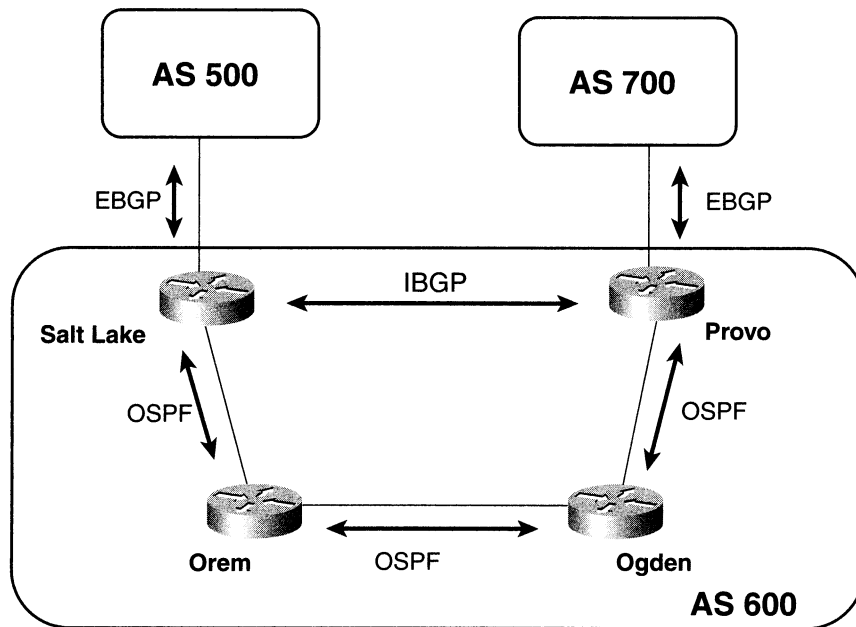 AS 500
AS 700
EBGP
EBGP
IBGP
Salt Lake
Provo
OSPF
OSPF
Orem
OSPF
Ogden
AS 600